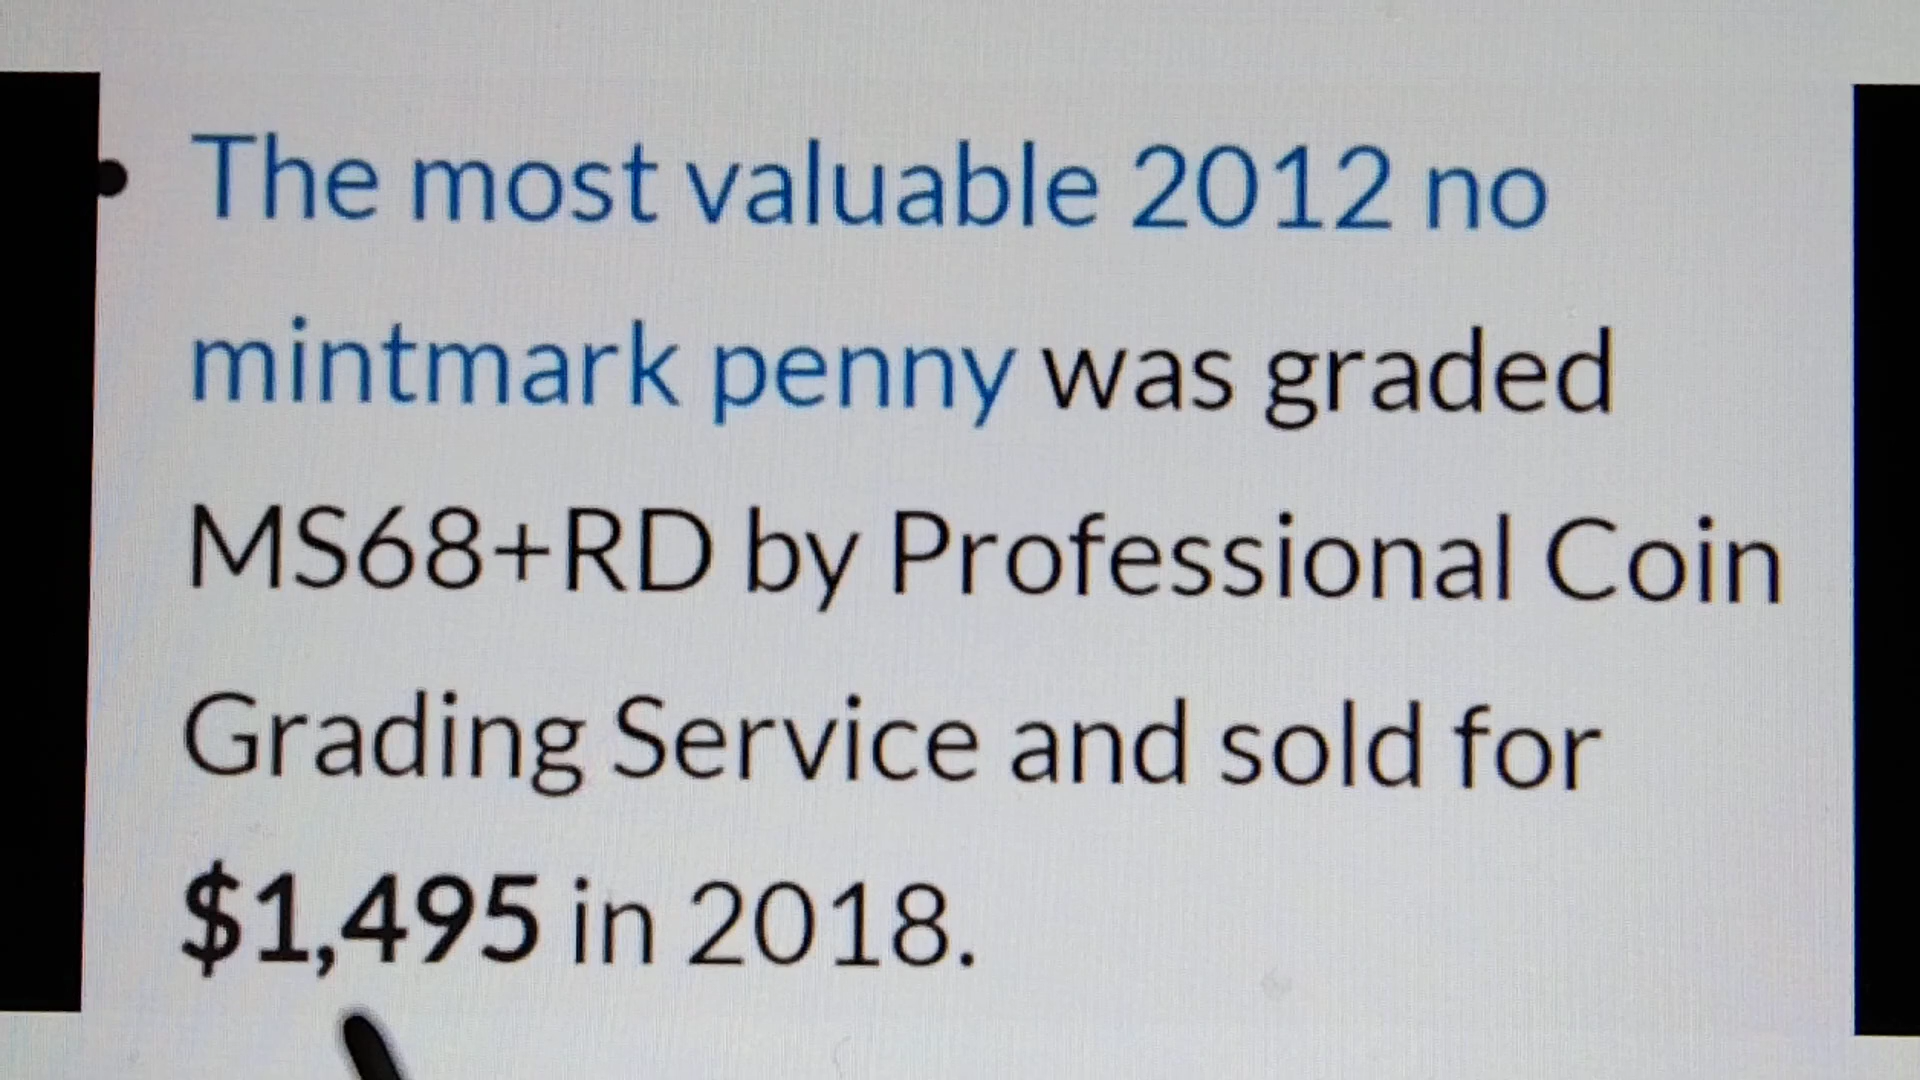 • The most valuable 2012 no
mintmark penny was graded
MS68+RD by Professional Coin
Grading Service and sold for
$1,495 in 2018.